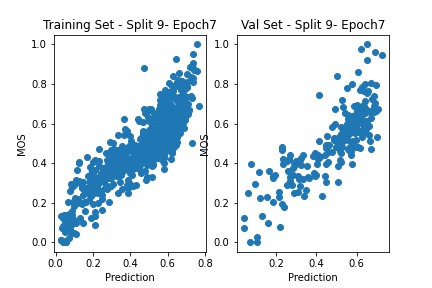 Training Set - Split 9- Epoch7
Val Set - Split 9- Epoch7
MOS
1.0
0.8
0.6
0.4
0.2
0.0
0.0 0.2 0.4 0.6 0.8
Prediction
MOS
1.0
0.8
0.6
0.4
0.2
0.0
0.2 0.4 0.6
Prediction